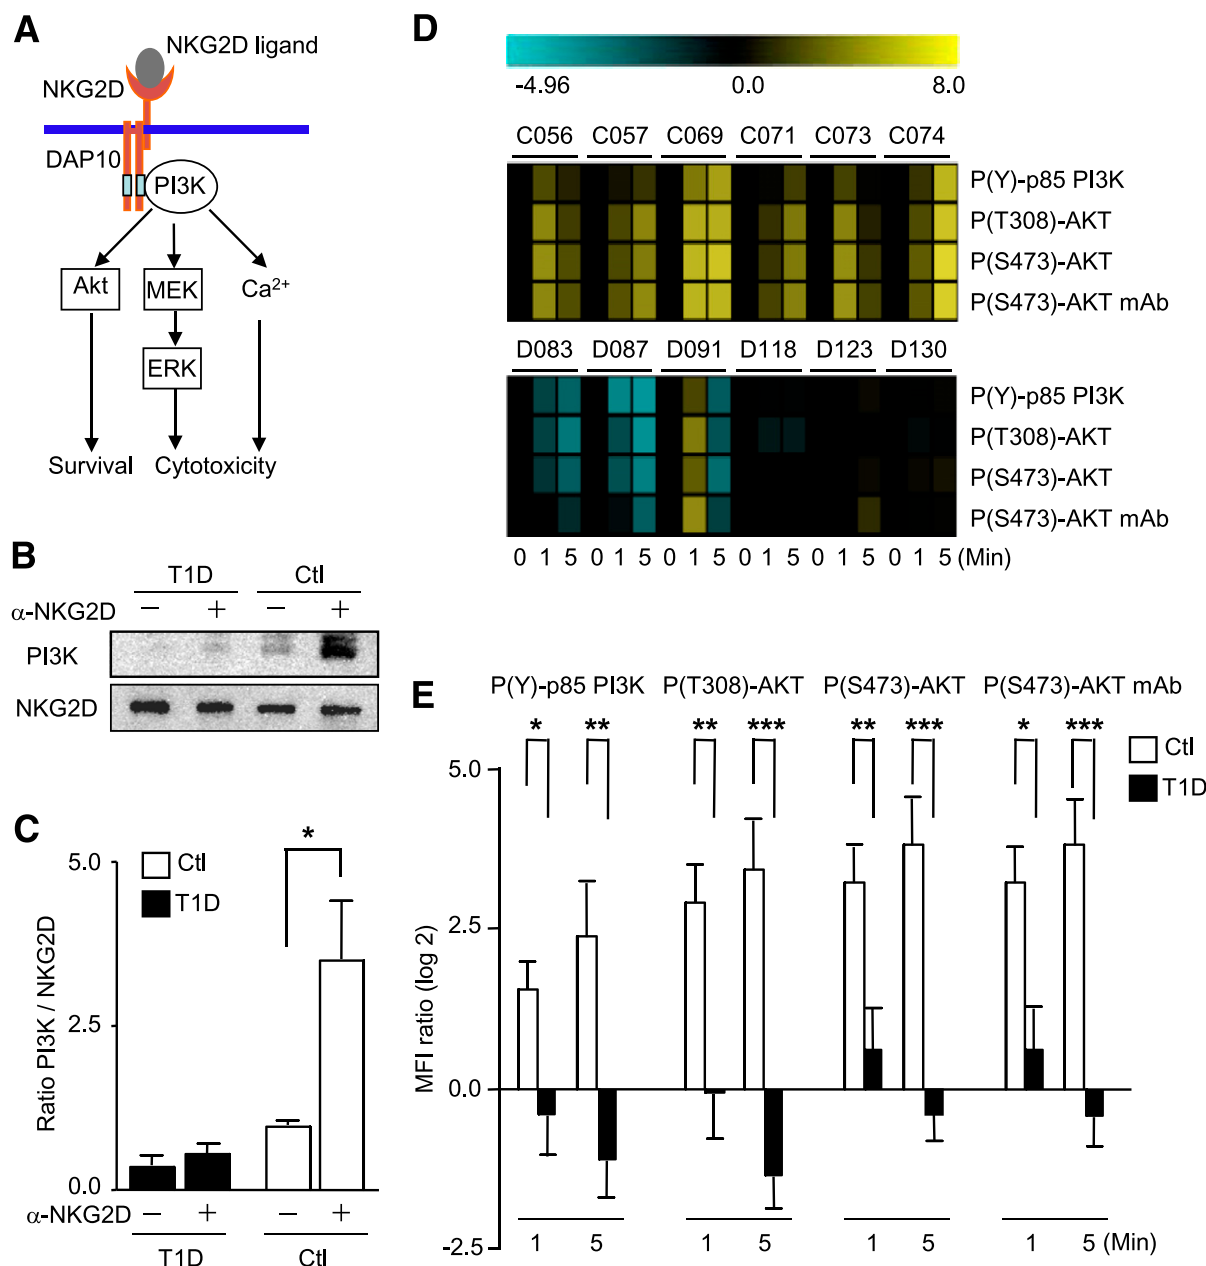 A
NKG2D ligand
NKG2D
DAP10
PI3K
Akt
MEK
Ca2+
ERK
Survival
Cytotoxicity
B
T1D
Ctl
α-NKG2D
−
+
−
+
PI3K
NKG2D
C
*
5.0
Ctl
T1D
2.5
0.0
Ratio PI3K / NKG2D
α-NKG2D
−
+
−
+
T1D
Ctl
D
-4.96
0.0
8.0
C056 C057 C069 C071 C073 C074
P(Y)-p85 PI3K
P(T308)-AKT
P(S473)-AKT
P(S473)-AKT mAb
D083 D087 D091 D118 D123 D130
P(Y)-p85 PI3K
P(T308)-AKT
P(S473)-AKT
P(S473)-AKT mAb
0 1 5 0 1 5 0 1 5 0 1 5 0 1 5 0 1 5 (Min)
E
P(Y)-p85 PI3K P(T308)-AKT P(S473)-AKT P(S473)-AKT mAb
* ** ** *** ** *** * ***
Ctl
T1D
5.0
2.5
0.0
-2.5
MFI ratio (log 2)
1 5 1 5 1 5 1 5 (Min)